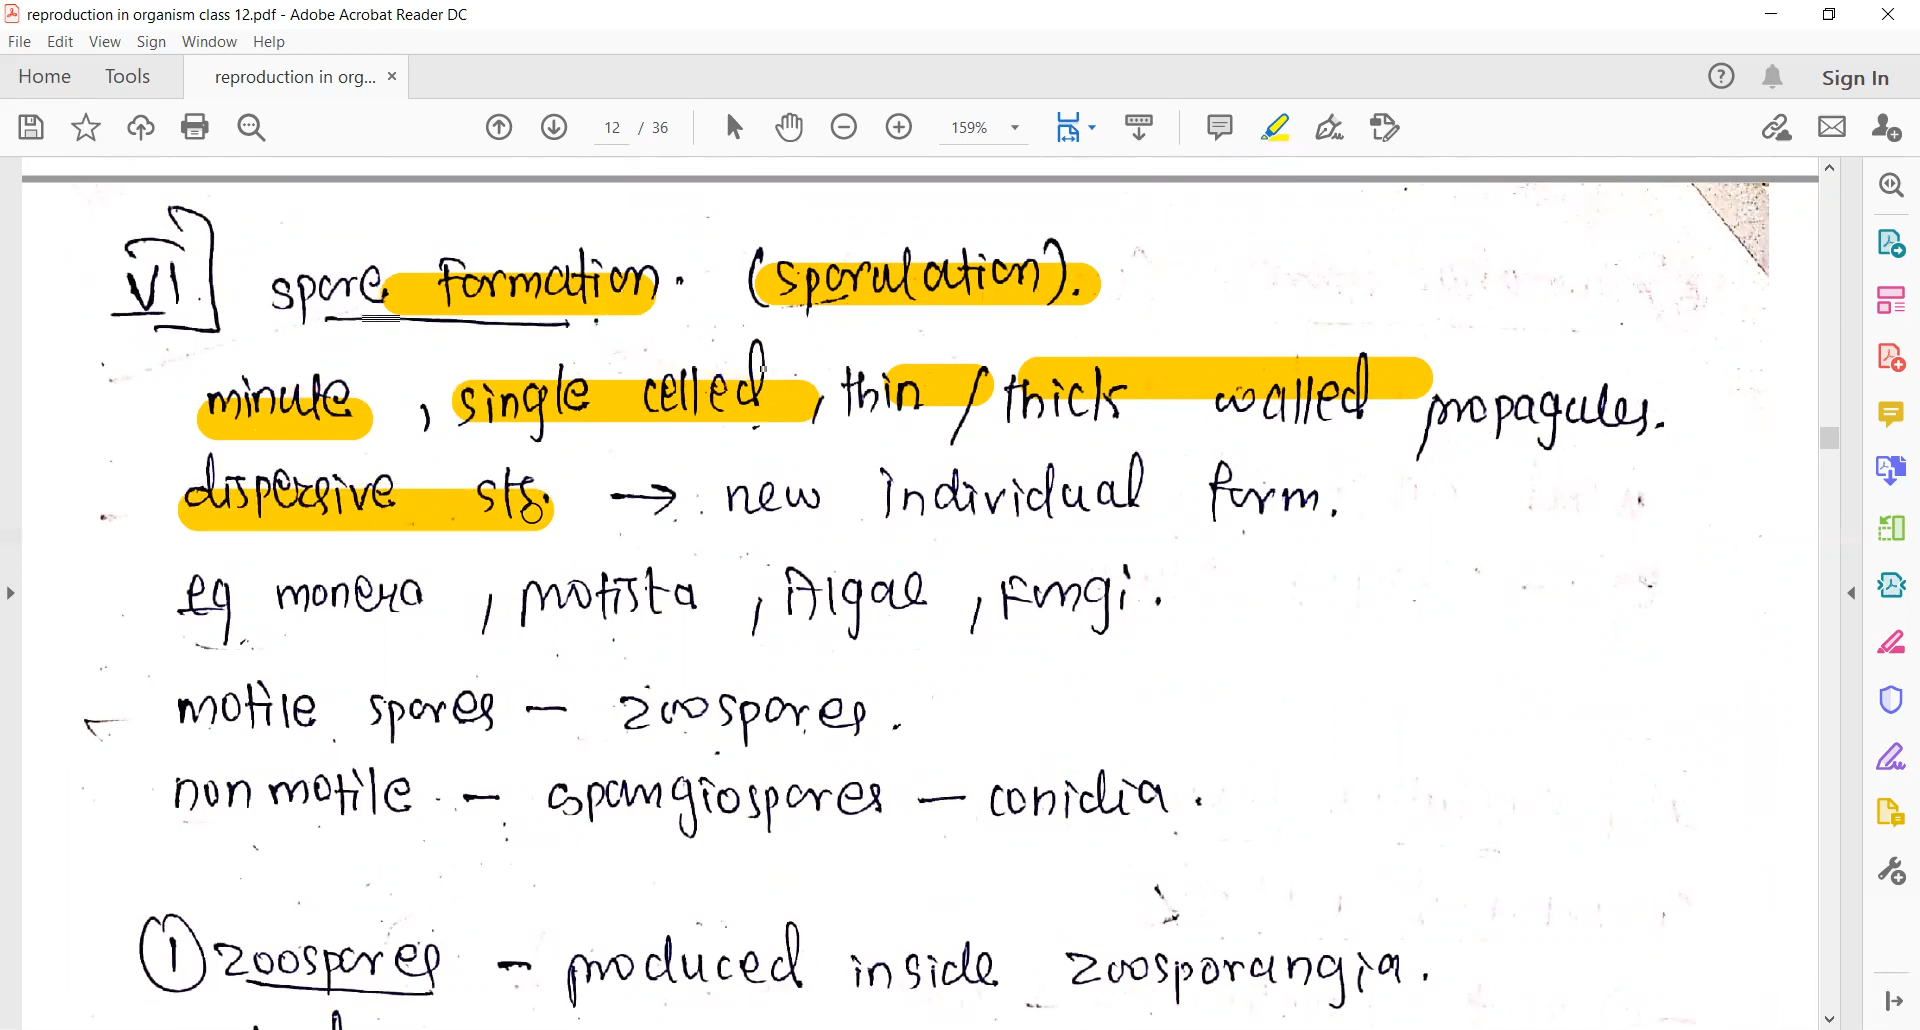 reproduction in organism class 12.pdf - Adobe Acrobat Reader DC
File Edit View Sign Window Help
Home Tools reproduction in org... × Sign In
12 / 36 159%
VI spore formation. (sporulation).
minute, single celled, thin / thick walled propagules.
dispersive sts. → new individual form.
eg monera, protista, Algae, Fungi.
motile spores - zoospores.
non motile - spangiospores - conidia.
1 zoospores - produced inside zoosporangia.